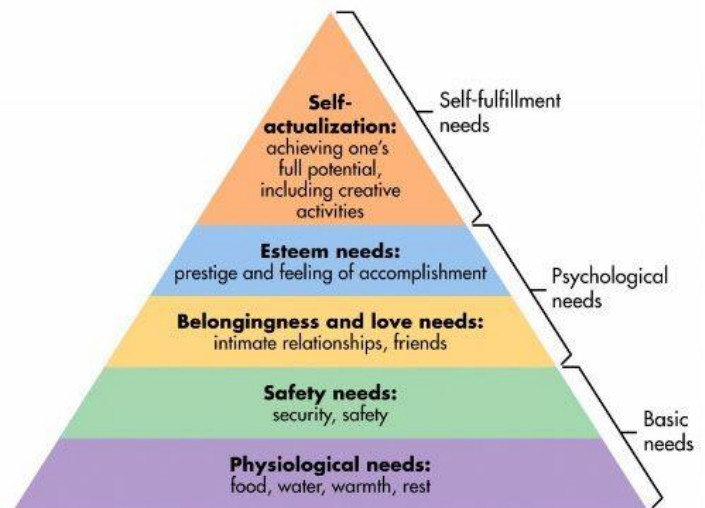 Self-
actualization:
achieving one's
full potential,
including creative
activities
Self-fulfillment
needs
Esteem needs:
prestige and feeling of accomplishment
Belongingness and love needs:
intimate relationships, friends
Psychological
needs
Safety needs:
security, safety
Physiological needs:
food, water, warmth, rest
Basic
needs